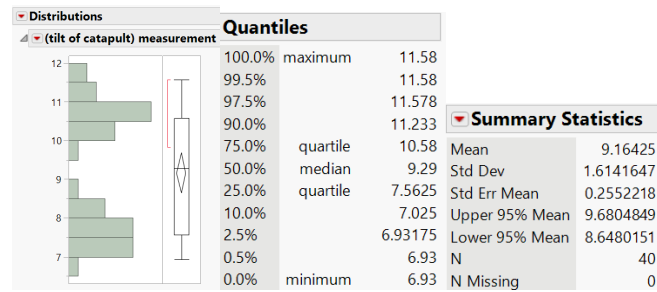 Distributions
(tilt of catapult) measurement
12
11
10
9
8
7
Quantiles
100.0% maximum 11.58
99.5% 11.58
97.5% 11.578
90.0% 11.233
75.0% quartile 10.58
50.0% median 9.29
25.0% quartile 7.5625
10.0% 7.025
2.5% 6.93175
0.5% 6.93
0.0% minimum 6.93
Summary Statistics
Mean 9.16425
Std Dev 1.6141647
Std Err Mean 0.2552218
Upper 95% Mean 9.6804849
Lower 95% Mean 8.6480151
N 40
N Missing 0